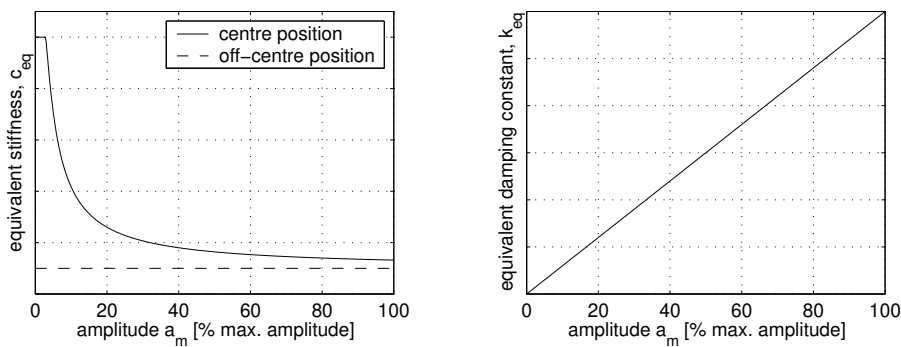 equivalent stiffness, c_eq
centre position
off−centre position
0 20 40 60 80 100
amplitude a_m [% max. amplitude]
equivalent damping constant, k_eq
0 20 40 60 80 100
amplitude a_m [% max. amplitude]